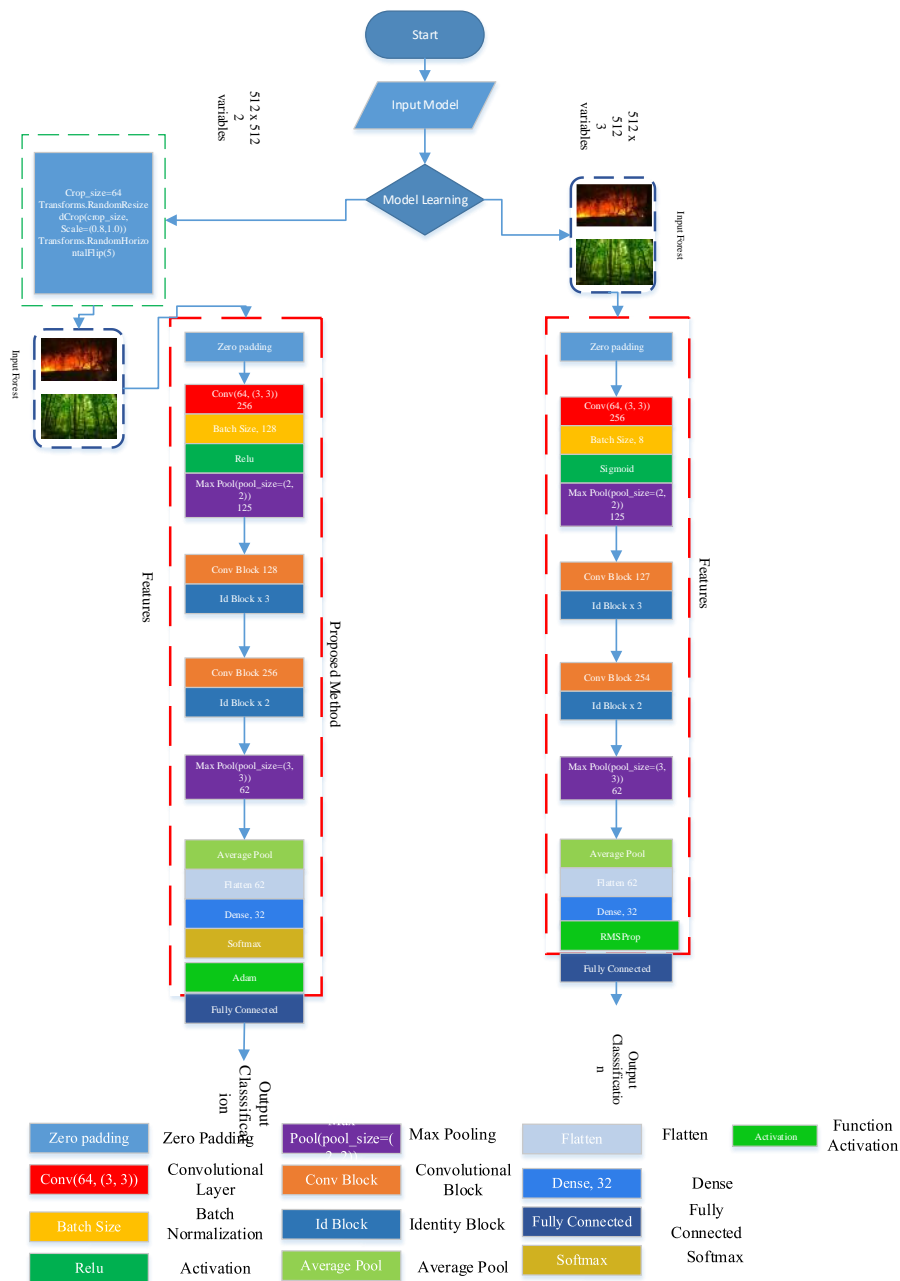 Start
Input Model
Model Learning
512 x 512
2
variables
512 x
512
3
variables
Crop_size=64
Transforms.RandomResize
dCrop(crop_size,
Scale=(0.8,1.0))
Transforms.RandomHorizo
ntalFlip(5)
Input Forest
Input Forest
Zero padding
Conv(64, (3, 3))
256
Batch Size, 128
Relu
Max Pool(pool_size=(2,
2))
125
Conv Block 128
Id Block x 3
Conv Block 256
Id Block x 2
Max Pool(pool_size=(3,
3))
62
Average Pool
Flatten 62
Dense, 32
Softmax
Adam
Fully Connected
Features
Proposed Method
Output
Classsificat
ion
Zero padding
Conv(64, (3, 3))
256
Batch Size, 8
Sigmoid
Max Pool(pool_size=(2,
2))
125
Conv Block 127
Id Block x 3
Conv Block 254
Id Block x 2
Max Pool(pool_size=(3,
3))
62
Average Pool
Flatten 62
Dense, 32
RMSProp
Fully Connected
Features
Output
Classsificatio
n
Zero padding
Zero Padding
Conv(64, (3, 3))
Convolutional
Layer
Batch Size
Batch
Normalization
Relu
Activation
Max
Pool(pool_size=(
2, 2))
Max Pooling
Conv Block
Convolutional
Block
Id Block
Identity Block
Average Pool
Average Pool
Flatten
Flatten
Dense, 32
Dense
Fully Connected
Fully
Connected
Softmax
Softmax
Activation
Function
Activation